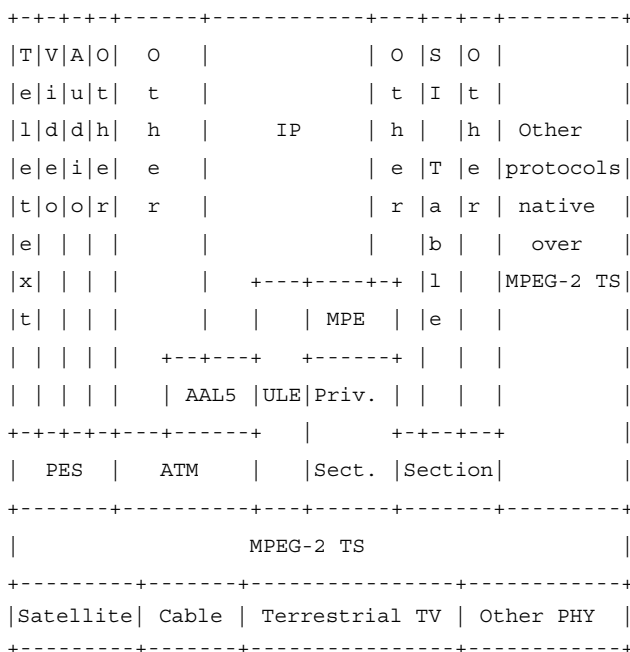 +-+-+-+-+------+------------+---+--+--+---------+
|T|V|A|O|  O   |            | O |S |O |         |
|e|i|u|t|  t   |            | t |I |t |         |
|l|d|d|h|  h   |     IP     | h |  |h | Other   |
|e|e|i|e|  e   |            | e |T |e |protocols|
|t|o|o|r|  r   |            | r |a |r | native  |
|e| | | |      |            |   |b |  |  over   |
|x| | | |      |   +---+----+-+ |l |  |MPEG-2 TS|
|t| | | |      |   |   | MPE  | |e |  |         |
| | | | |   +--+---+   +------+ |  |  |         |
| | | | |   | AAL5 |ULE|Priv. | |  |  |         |
+-+-+-+-+---+------+   |      +-+--+--+         |
|  PES  |   ATM    |   |Sect. |Section|         |
+-------+----------+---+------+-------+---------+
|               MPEG-2 TS                       |
+---------+-------+----------------+------------+
|Satellite| Cable | Terrestrial TV | Other PHY  |
+---------+-------+----------------+------------+